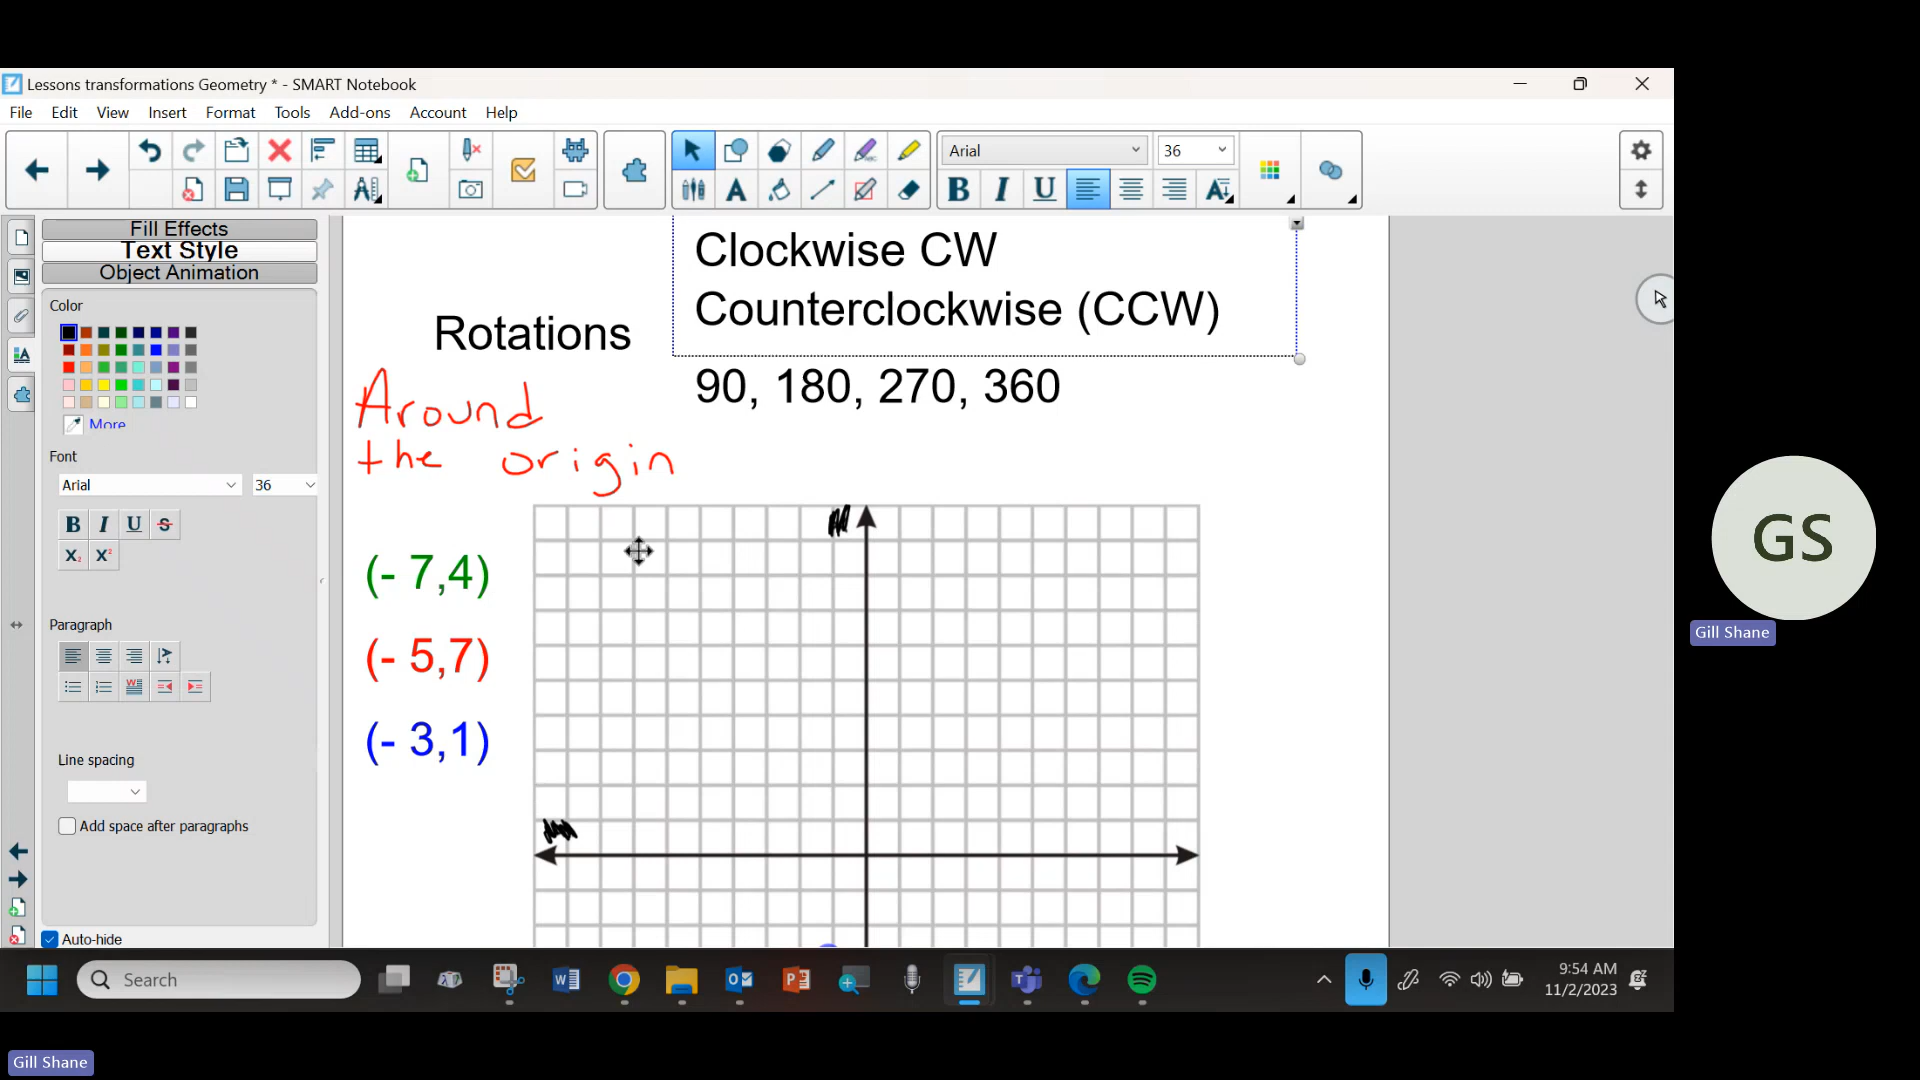 Lessons transformations Geometry * - SMART Notebook
File Edit View Insert Format Tools Add-ons Account Help
Arial 36
B I U
Fill Effects
Text Style
Object Animation
Color
More
Font
Arial 36
B I U S
X₂ X²
Paragraph
Line spacing
Add space after paragraphs
Auto-hide
Clockwise CW
Counterclockwise (CCW)
Rotations
90, 180, 270, 360
Around
the origin
(- 7,4)
(- 5,7)
(- 3,1)
GS
Gill Shane
Search
9:54 AM
11/2/2023
Gill Shane